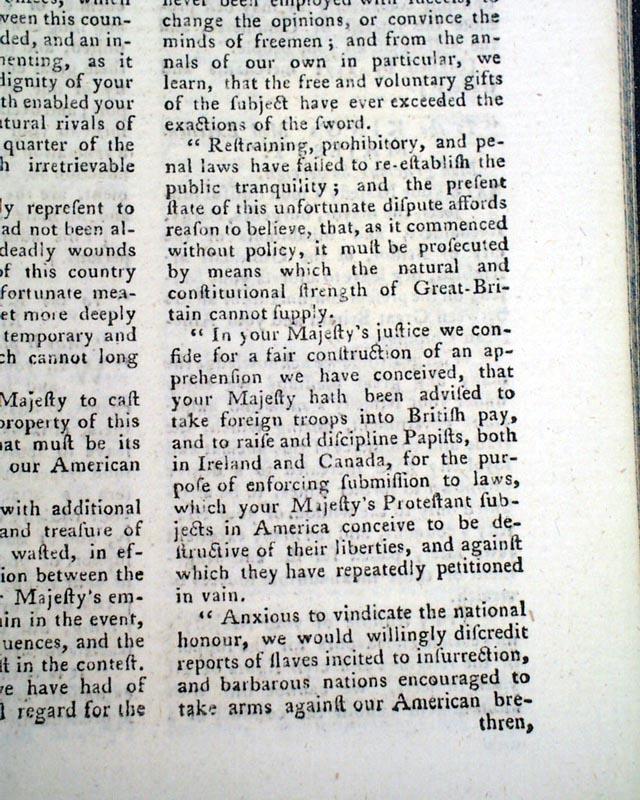 which
ween this coun-
ded, and an in-
nenting, as it
dignity of your
th enabled your
tural rivals of
quarter of the
h irretrievable
ly repreſent to
ad not been al-
deadly wounds
of this country
fortunate mea-
et more deeply
temporary and
ch cannot long
Majeſty to caſt
property of this
at muſt be its
our American
with additional
and treaſure of
waſted, in ef-
ion between the
r Majeſty's em-
in in the event,
uences, and the
ſt in the conteſt.
ve have had of
l regard for the
never been employed with ſucceſs, to
change the opinions, or convince the
minds of freemen ; and from the an-
nals of our own in particular, we
learn, that the free and voluntary gifts
of the ſubject have ever exceeded the
exactions of the ſword.
“ Reſtraining, prohibitory, and pe-
nal laws have failed to re-eſtabliſh the
public tranquility ; and the preſent
ſtate of this unfortunate diſpute affords
reaſon to believe, that, as it commenced
without policy, it muſt be proſecuted
by means which the natural and
conſtitutional ſtrength of Great-Bri-
tain cannot ſupply.
“ In your Majeſty's juſtice we con-
fide for a fair conſtruction of an ap-
prehenſion we have conceived, that
your Majeſty hath been adviſed to
take foreign troops into Britiſh pay,
and to raiſe and diſcipline Papiſts, both
in Ireland and Canada, for the pur-
poſe of enforcing ſubmiſſion to laws,
which your Majeſty's Proteſtant ſub-
jects in America conceive to be de-
ſtructive of their liberties, and againſt
which they have repeatedly petitioned
in vain.
“ Anxious to vindicate the national
honour, we would willingly diſcredit
reports of ſlaves incited to inſurrection,
and barbarous nations encouraged to
take arms againſt our American bre-
thren,